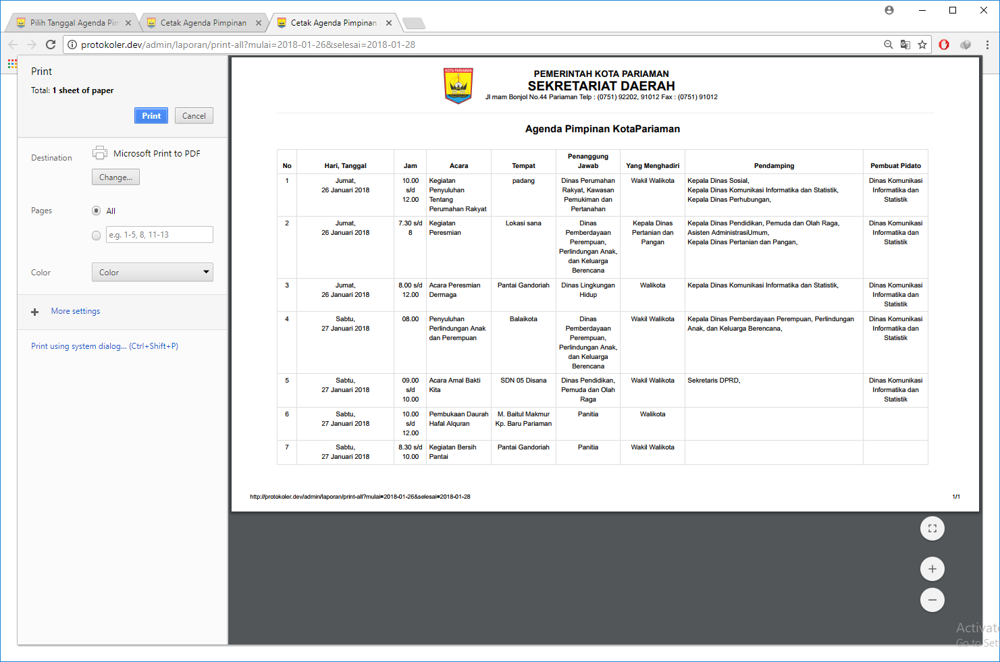 Pilih Tanggal Agenda Pim
Cetak Agenda Pimpinan
Cetak Agenda Pimpinan
protokoler.dev/admin/laporan/print-all?mulai=2018-01-26&selesai=2018-01-28
Print
Total: 1 sheet of paper
Print Cancel
Destination
Microsoft Print to PDF
Change...
Pages
All
e.g. 1-5, 8, 11-13
Color
Color
More settings
Print using system dialog... (Ctrl+Shift+P)
KOTA PARIAMAN
PEMERINTAH KOTA PARIAMAN
SEKRETARIAT DAERAH
Jl mam Bonjol No.44 Pariaman Telp : (0751) 92202, 91012 Fax : (0751) 91012
Agenda Pimpinan KotaPariaman
No
Hari, Tanggal
Jam
Acara
Tempat
Penanggung
Jawab
Yang Menghadiri
Pendamping
Pembuat Pidato
1
Jumat,
26 Januari 2018
10.00
s/d
12.00
Kegiatan
Penyuluhan
Tentang
Perumahan Rakyat
padang
Dinas Perumahan
Rakyat, Kawasan
Pemukiman dan
Pertanahan
Wakil Walikota
Kepala Dinas Sosial,
Kepala Dinas Komunikasi Informatika dan Statistik,
Kepala Dinas Perhubungan,
Dinas Komunikasi
Informatika dan
Statistik
2
Jumat,
26 Januari 2018
7.30 s/d
8
Kegiatan
Peresmian
Lokasi sana
Dinas
Pemberdayaan
Perempuan,
Perlindungan Anak,
dan Keluarga
Berencana
Kepala Dinas
Pertanian dan
Pangan
Kepala Dinas Pendidikan, Pemuda dan Olah Raga,
Asisten AdministrasiUmum,
Kepala Dinas Pertanian dan Pangan,
Dinas Komunikasi
Informatika dan
Statistik
3
Jumat,
26 Januari 2018
8.00 s/d
12.00
Acara Peresmian
Dermaga
Pantai Gandoriah
Dinas Lingkungan
Hidup
Walikota
Kepala Dinas Komunikasi Informatika dan Statistik,
Dinas Komunikasi
Informatika dan
Statistik
4
Sabtu,
27 Januari 2018
08.00
Penyuluhan
Perlindungan Anak
dan Perempuan
Balaikota
Dinas
Pemberdayaan
Perempuan,
Perlindungan Anak,
dan Keluarga
Berencana
Wakil Walikota
Kepala Dinas Pemberdayaan Perempuan, Perlindungan
Anak, dan Keluarga Berencana,
Dinas Komunikasi
Informatika dan
Statistik
5
Sabtu,
27 Januari 2018
09.00
s/d
10.00
Acara Amal Bakti
Kita
SDN 05 Disana
Dinas Pendidikan,
Pemuda dan Olah
Raga
Wakil Walikota
Sekretaris DPRD,
Dinas Komunikasi
Informatika dan
Statistik
6
Sabtu,
27 Januari 2018
10.00
s/d
12.00
Pembukaan Daurah
Hafal Alquran
M. Baitul Makmur
Kp. Baru Pariaman
Panitia
Walikota
7
Sabtu,
27 Januari 2018
8.30 s/d
10.00
Kegiatan Bersih
Pantai
Pantai Gandoriah
Panitia
Wakil Walikota
http://protokoler.dev/admin/laporan/print-all?mulai=2018-01-26&selesai=2018-01-28
1/1
Activat
Go to Set